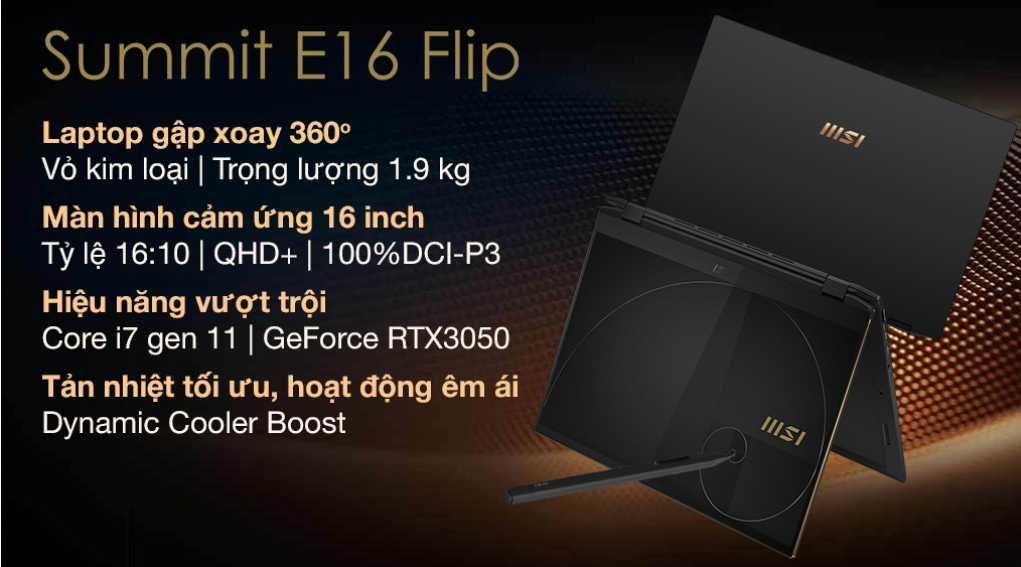 Summit E16 Flip
Laptop gập xoay 360º
Vỏ kim loại | Trọng lượng 1.9 kg
Màn hình cảm ứng 16 inch
Tỷ lệ 16:10 | QHD+ | 100%DCI-P3
Hiệu năng vượt trội
Core i7 gen 11 | GeForce RTX3050
Tản nhiệt tối ưu, hoạt động êm ái
Dynamic Cooler Boost
msi
msi
msi